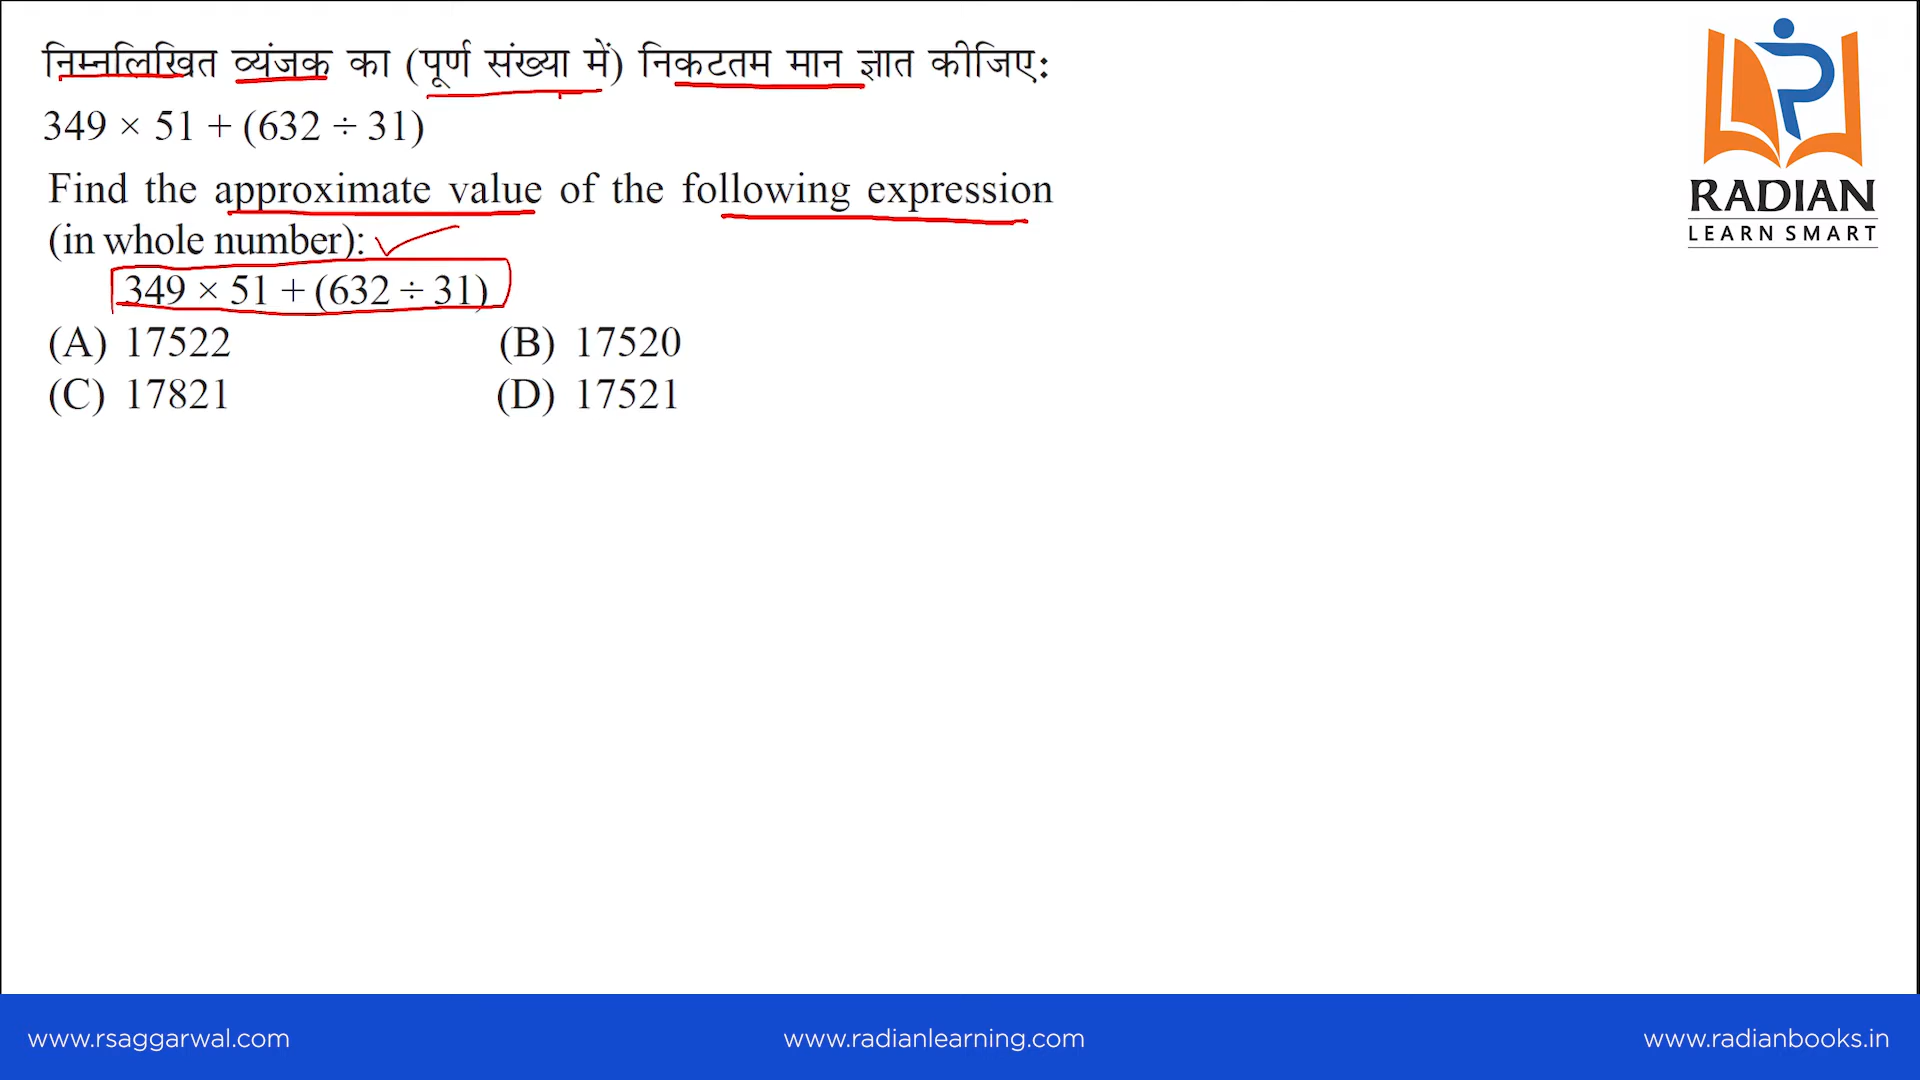 निम्नलिखित व्यंजक का (पूर्ण संख्या में) निकटतम मान ज्ञात कीजिए:
349 × 51 + (632 ÷ 31)
Find the approximate value of the following expression
(in whole number):
349 × 51 + (632 ÷ 31)
(A) 17522 (B) 17520
(C) 17821 (D) 17521
RADIAN
LEARN SMART
www.rsaggarwal.com www.radianlearning.com www.radianbooks.in